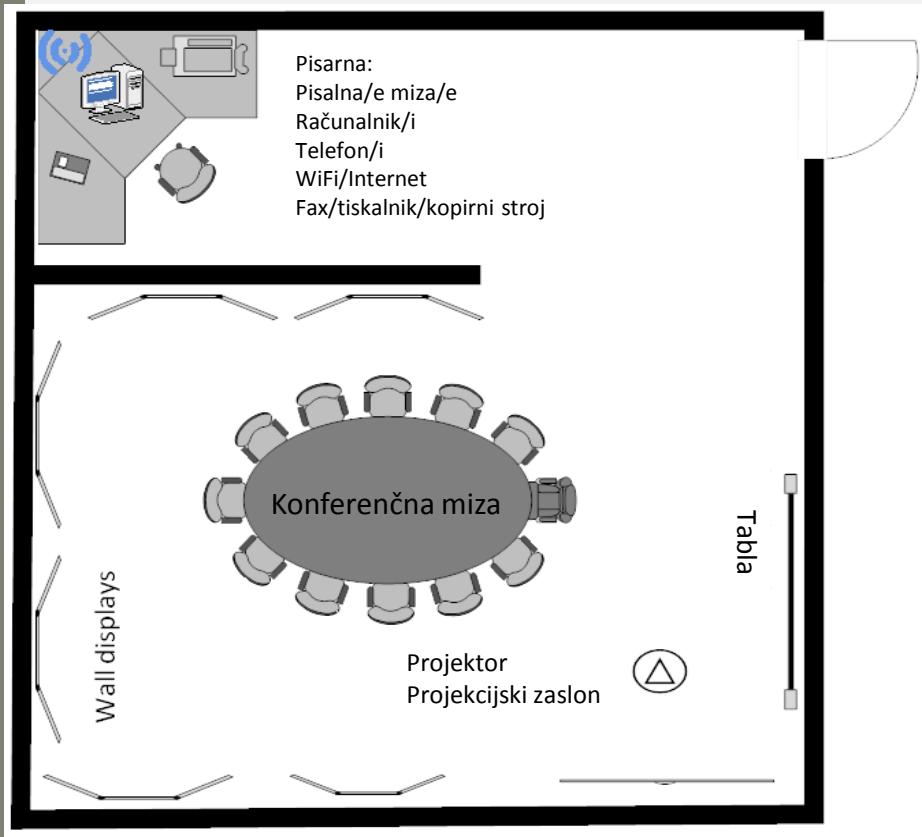 Pisarna:
Pisalna/e miza/e
Računalnik/i
Telefon/i
WiFi/Internet
Fax/tiskalnik/kopirni stroj
Konferenčna miza
Tabla
Wall displays
Projektor
Projekcijski zaslon